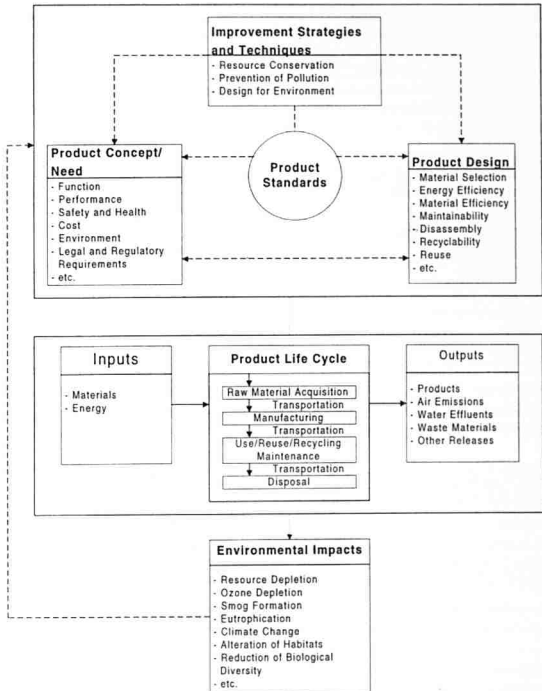 Improvement Strategies
and Techniques
- Resource Conservation
- Prevention of Pollution
- Design for Environment
Product Concept/
Need
- Function
- Performance
- Safety and Health
- Cost
- Environment
- Legal and Regulatory
Requirements
- etc.
Product
Standards
Product Design
- Material Selection
- Energy Efficiency
- Material Efficiency
- Maintainability
- Disassembly
- Recyclability
- Reuse
- etc.
Inputs
- Materials
- Energy
Product Life Cycle
Raw Material Acquisition
Transportation
Manufacturing
Transportation
Use/Reuse/Recycling
Maintenance
Transportation
Disposal
Outputs
- Products
- Air Emissions
- Water Effluents
- Waste Materials
- Other Releases
Environmental Impacts
- Resource Depletion
- Ozone Depletion
- Smog Formation
- Eutrophication
- Climate Change
- Alteration of Habitats
- Reduction of Biological
Diversity
- etc.